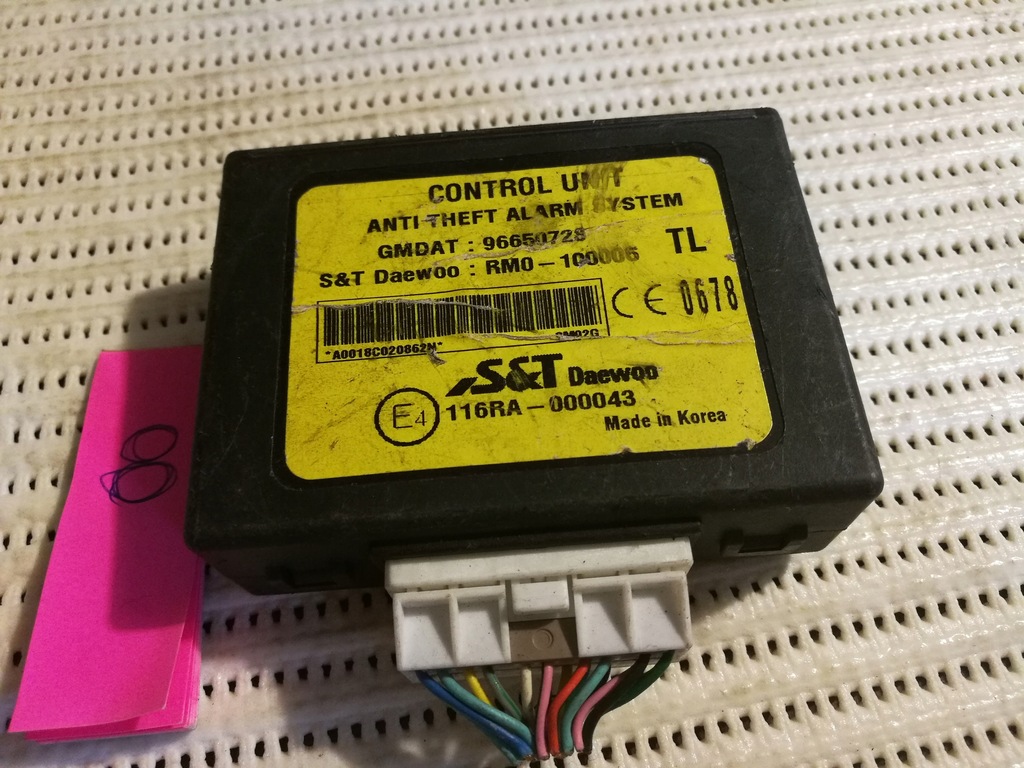 CONTROL UNIT
ANTI-THEFT ALARM SYSTEM
GMDAT : 96650728
TL
S&T Daewoo : RM0 - 100006
CE 0678
*A0018C020862N*
S&T Daewoo
E4 116RA - 000043
Made in Korea
8